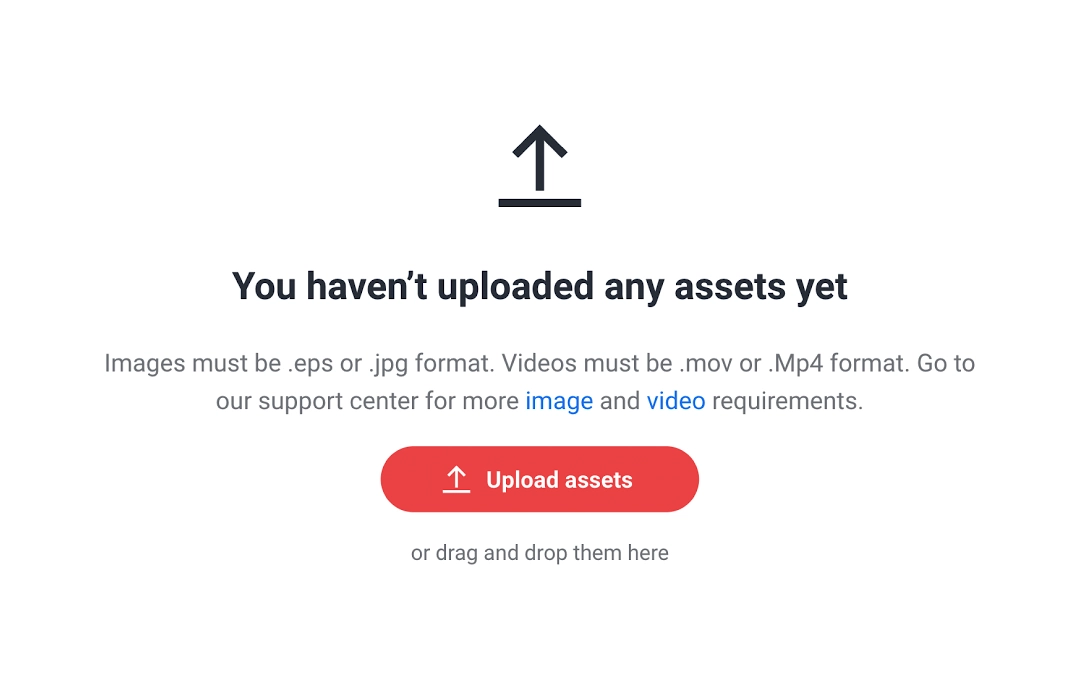 You haven’t uploaded any assets yet
Images must be .eps or .jpg format. Videos must be .mov or .Mp4 format. Go to
our support center for more image and video requirements.
Upload assets
or drag and drop them here